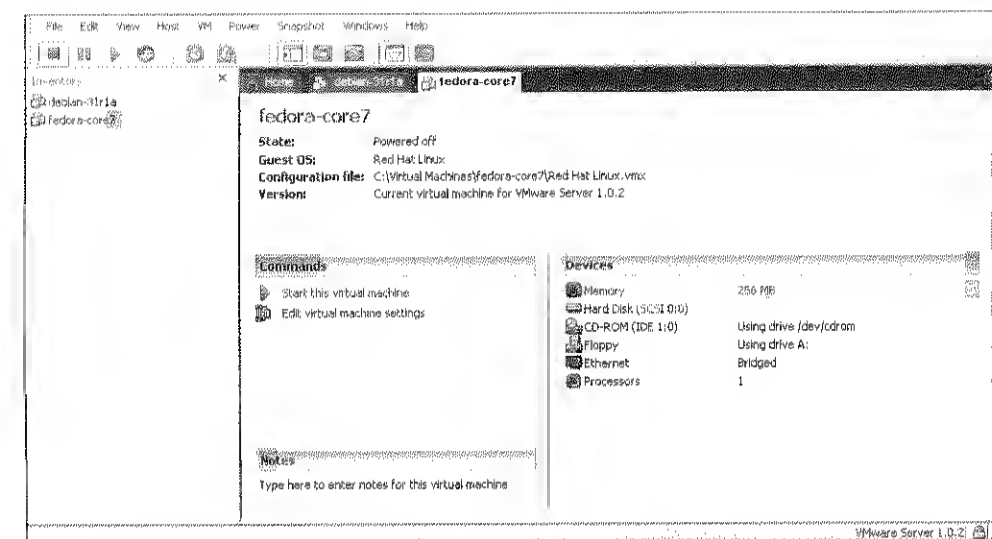 File Edit View Host VM Power Snapshot Windows Help
Inventory
debian-31r1a
fedora-core7
Home debian-31r1a fedora-core7
fedora-core7
State: Powered off
Guest OS: Red Hat Linux
Configuration file: C:\Virtual Machines\fedora-core7\Red Hat Linux.vmx
Version: Current virtual machine for VMware Server 1.0.2
Commands
Start this virtual machine
Edit virtual machine settings
Devices
Memory 256 MB
Hard Disk (SCSI 0:0)
CD-ROM (IDE 1:0) Using drive /dev/cdrom
Floppy Using drive A:
Ethernet Bridged
Processors 1
Notes
Type here to enter notes for this virtual machine
VMware Server 1.0.2